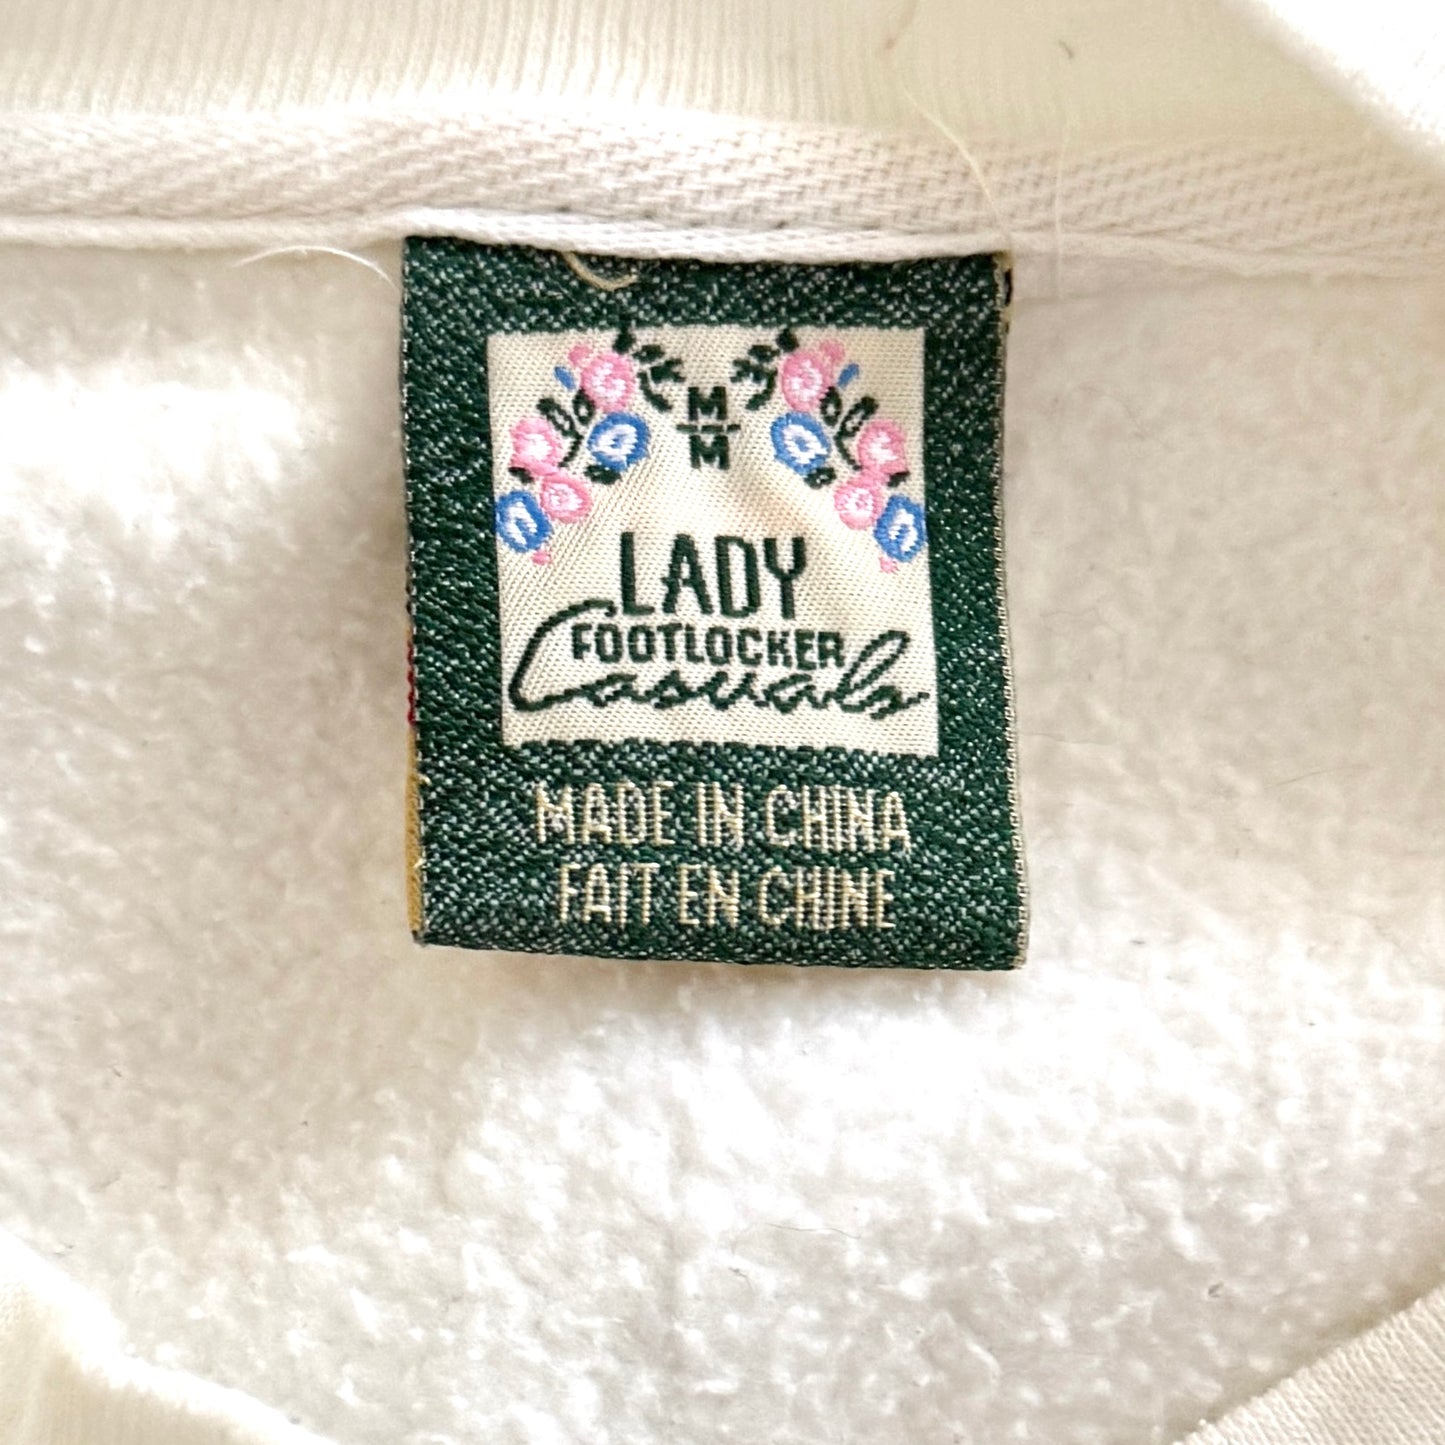 M
M
LADY
FOOTLOCKER
Casuals
MADE IN CHINA
FAIT EN CHINE